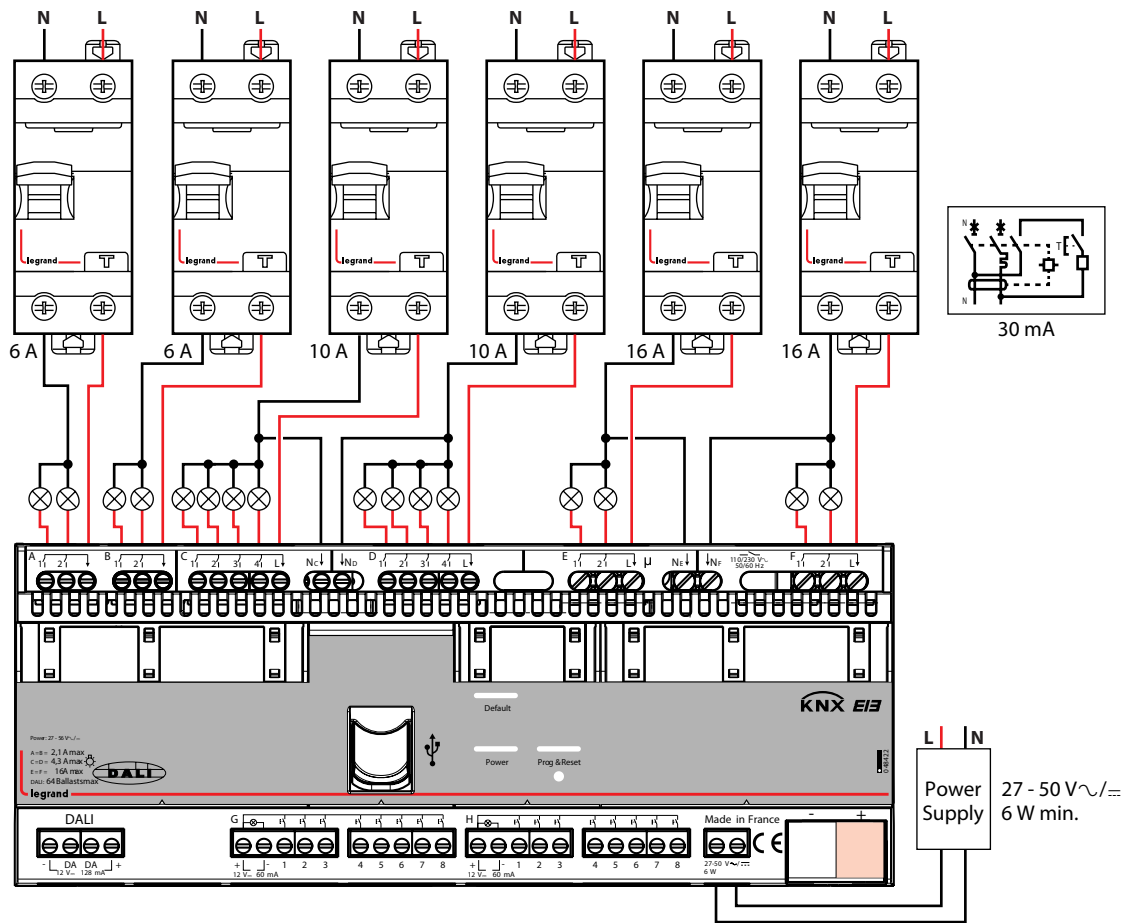 N L N L N L N L N L N L
legrand T legrand T legrand T legrand T legrand T legrand T
N
T
N
30 mA
6 A 6 A 10 A 10 A 16 A 16 A
A B C D E F
1 2 1 2 1 2 3 4 L NC ND 1 2 3 4 L 1 2 L µ NE NF 110/230 V~ 1 2 L
50/60 Hz
KNX EIB
Default
Power: 27 - 56 V~/⎓
A = B = 2,1 A max
C = D = 4,3 A max
E = F = 16A max
DALI: 64 Ballasts max
DALI
Power Prog & Reset
048422
legrand
L N
Power
Supply
27 - 50 V~/⎓
6 W min.
DALI G H Made in France - +
CE
- DA DA + + - 1 2 3 4 5 6 7 8 + - 1 2 3 4 5 6 7 8 27-50 V~/⎓
12 V⎓ 128 mA 12 V⎓ 60 mA 12 V⎓ 60 mA 6 W